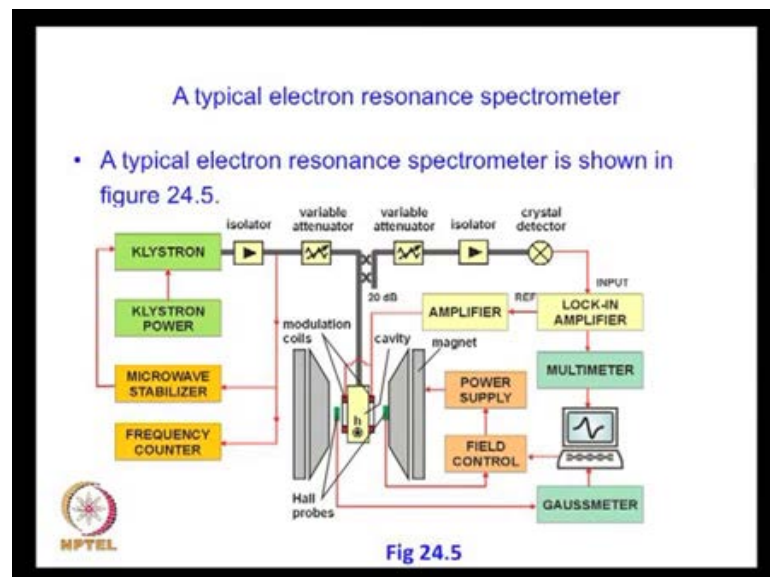 A typical electron resonance spectrometer
• A typical electron resonance spectrometer is shown in
figure 24.5.
isolator
variable
attenuator
variable
attenuator
isolator
crystal
detector
KLYSTRON
20 dB
INPUT
KLYSTRON
POWER
modulation
coils
cavity
magnet
AMPLIFIER
REF
LOCK-IN
AMPLIFIER
MICROWAVE
STABILIZER
POWER
SUPPLY
MULTIMETER
FREQUENCY
COUNTER
h
FIELD
CONTROL
Hall
probes
GAUSSMETER
NPTEL
Fig 24.5